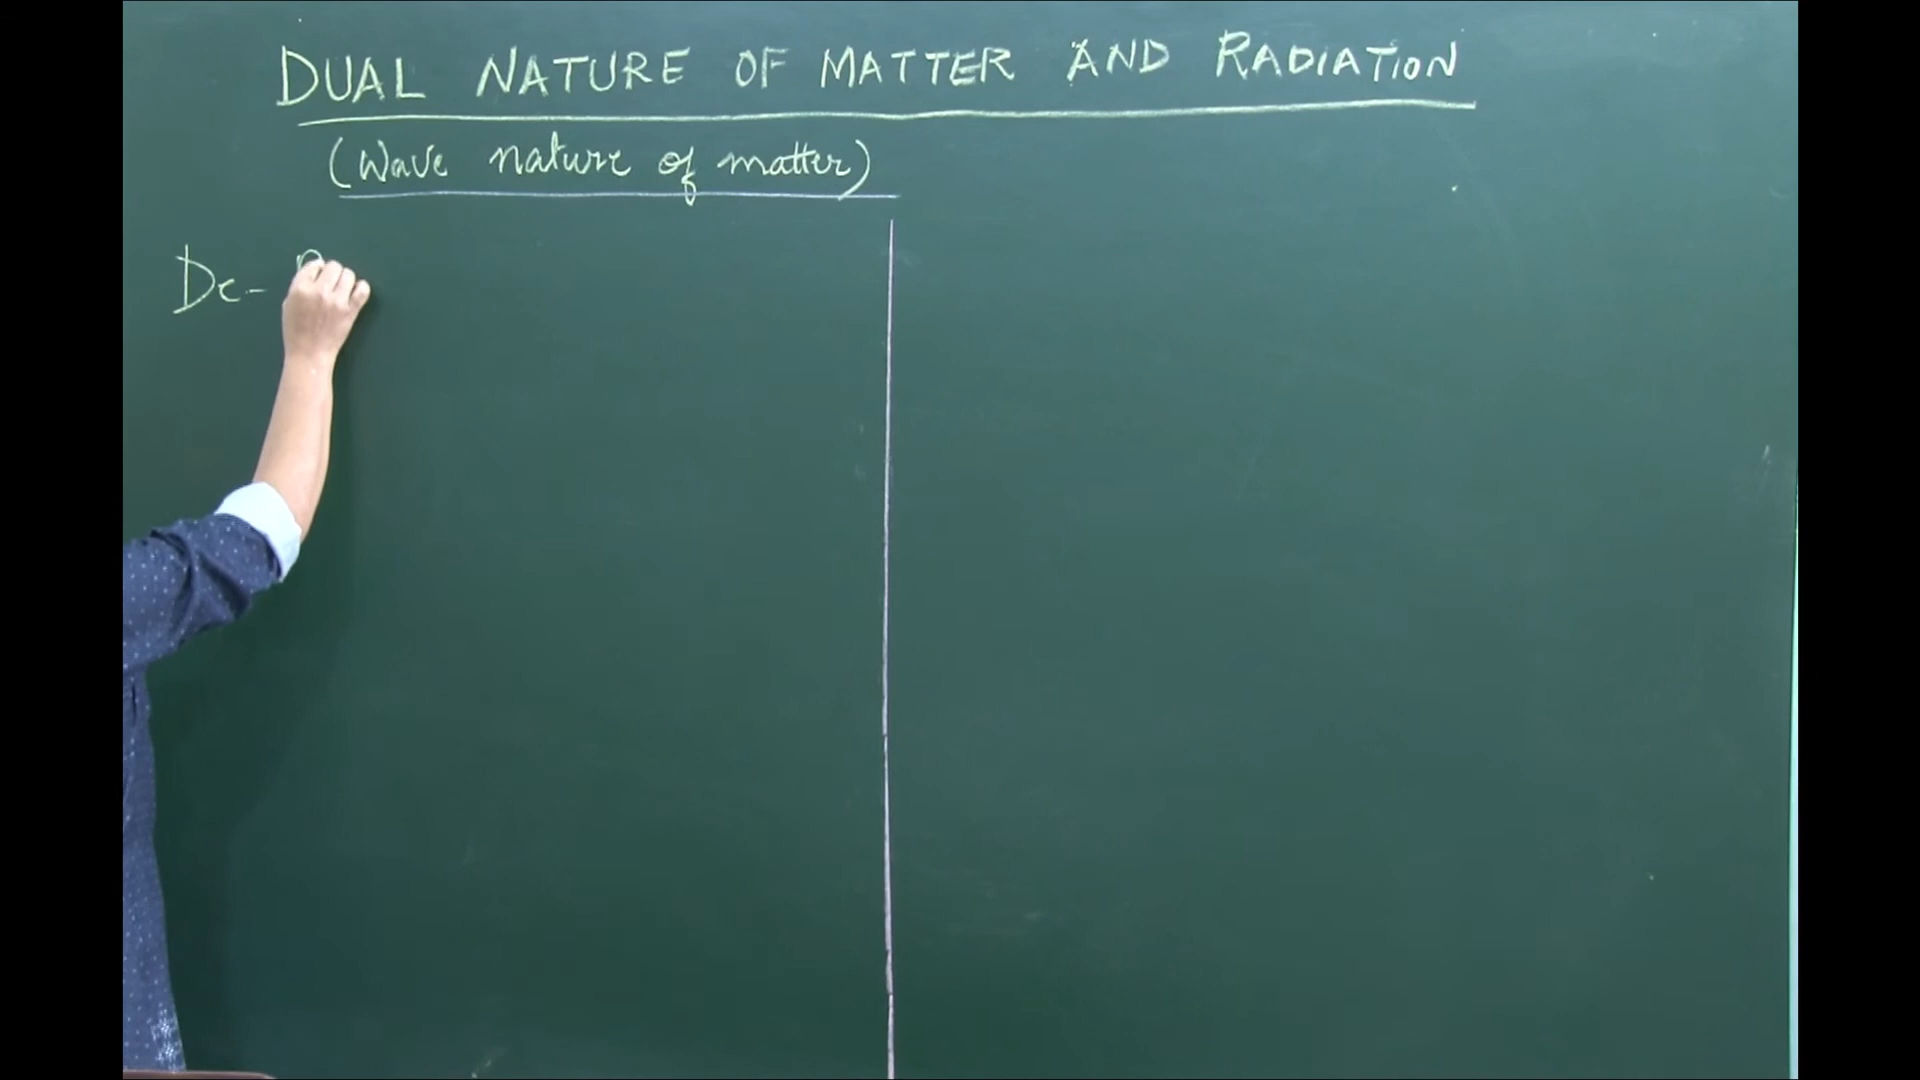 DUAL NATURE OF MATTER AND RADIATION
(Wave nature of matter)
De-